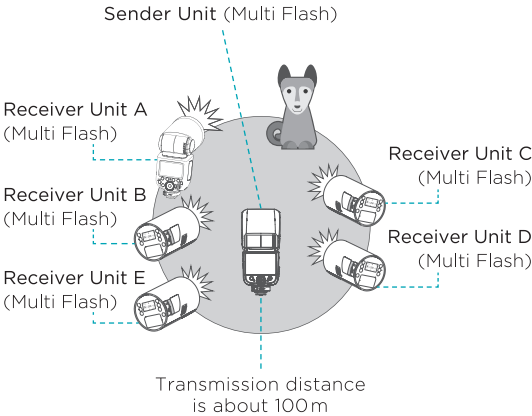 Sender Unit (Multi Flash)
Receiver Unit A
(Multi Flash)
Receiver Unit B
(Multi Flash)
Receiver Unit E
(Multi Flash)
Receiver Unit C
(Multi Flash)
Receiver Unit D
(Multi Flash)
Transmission distance
is about 100m